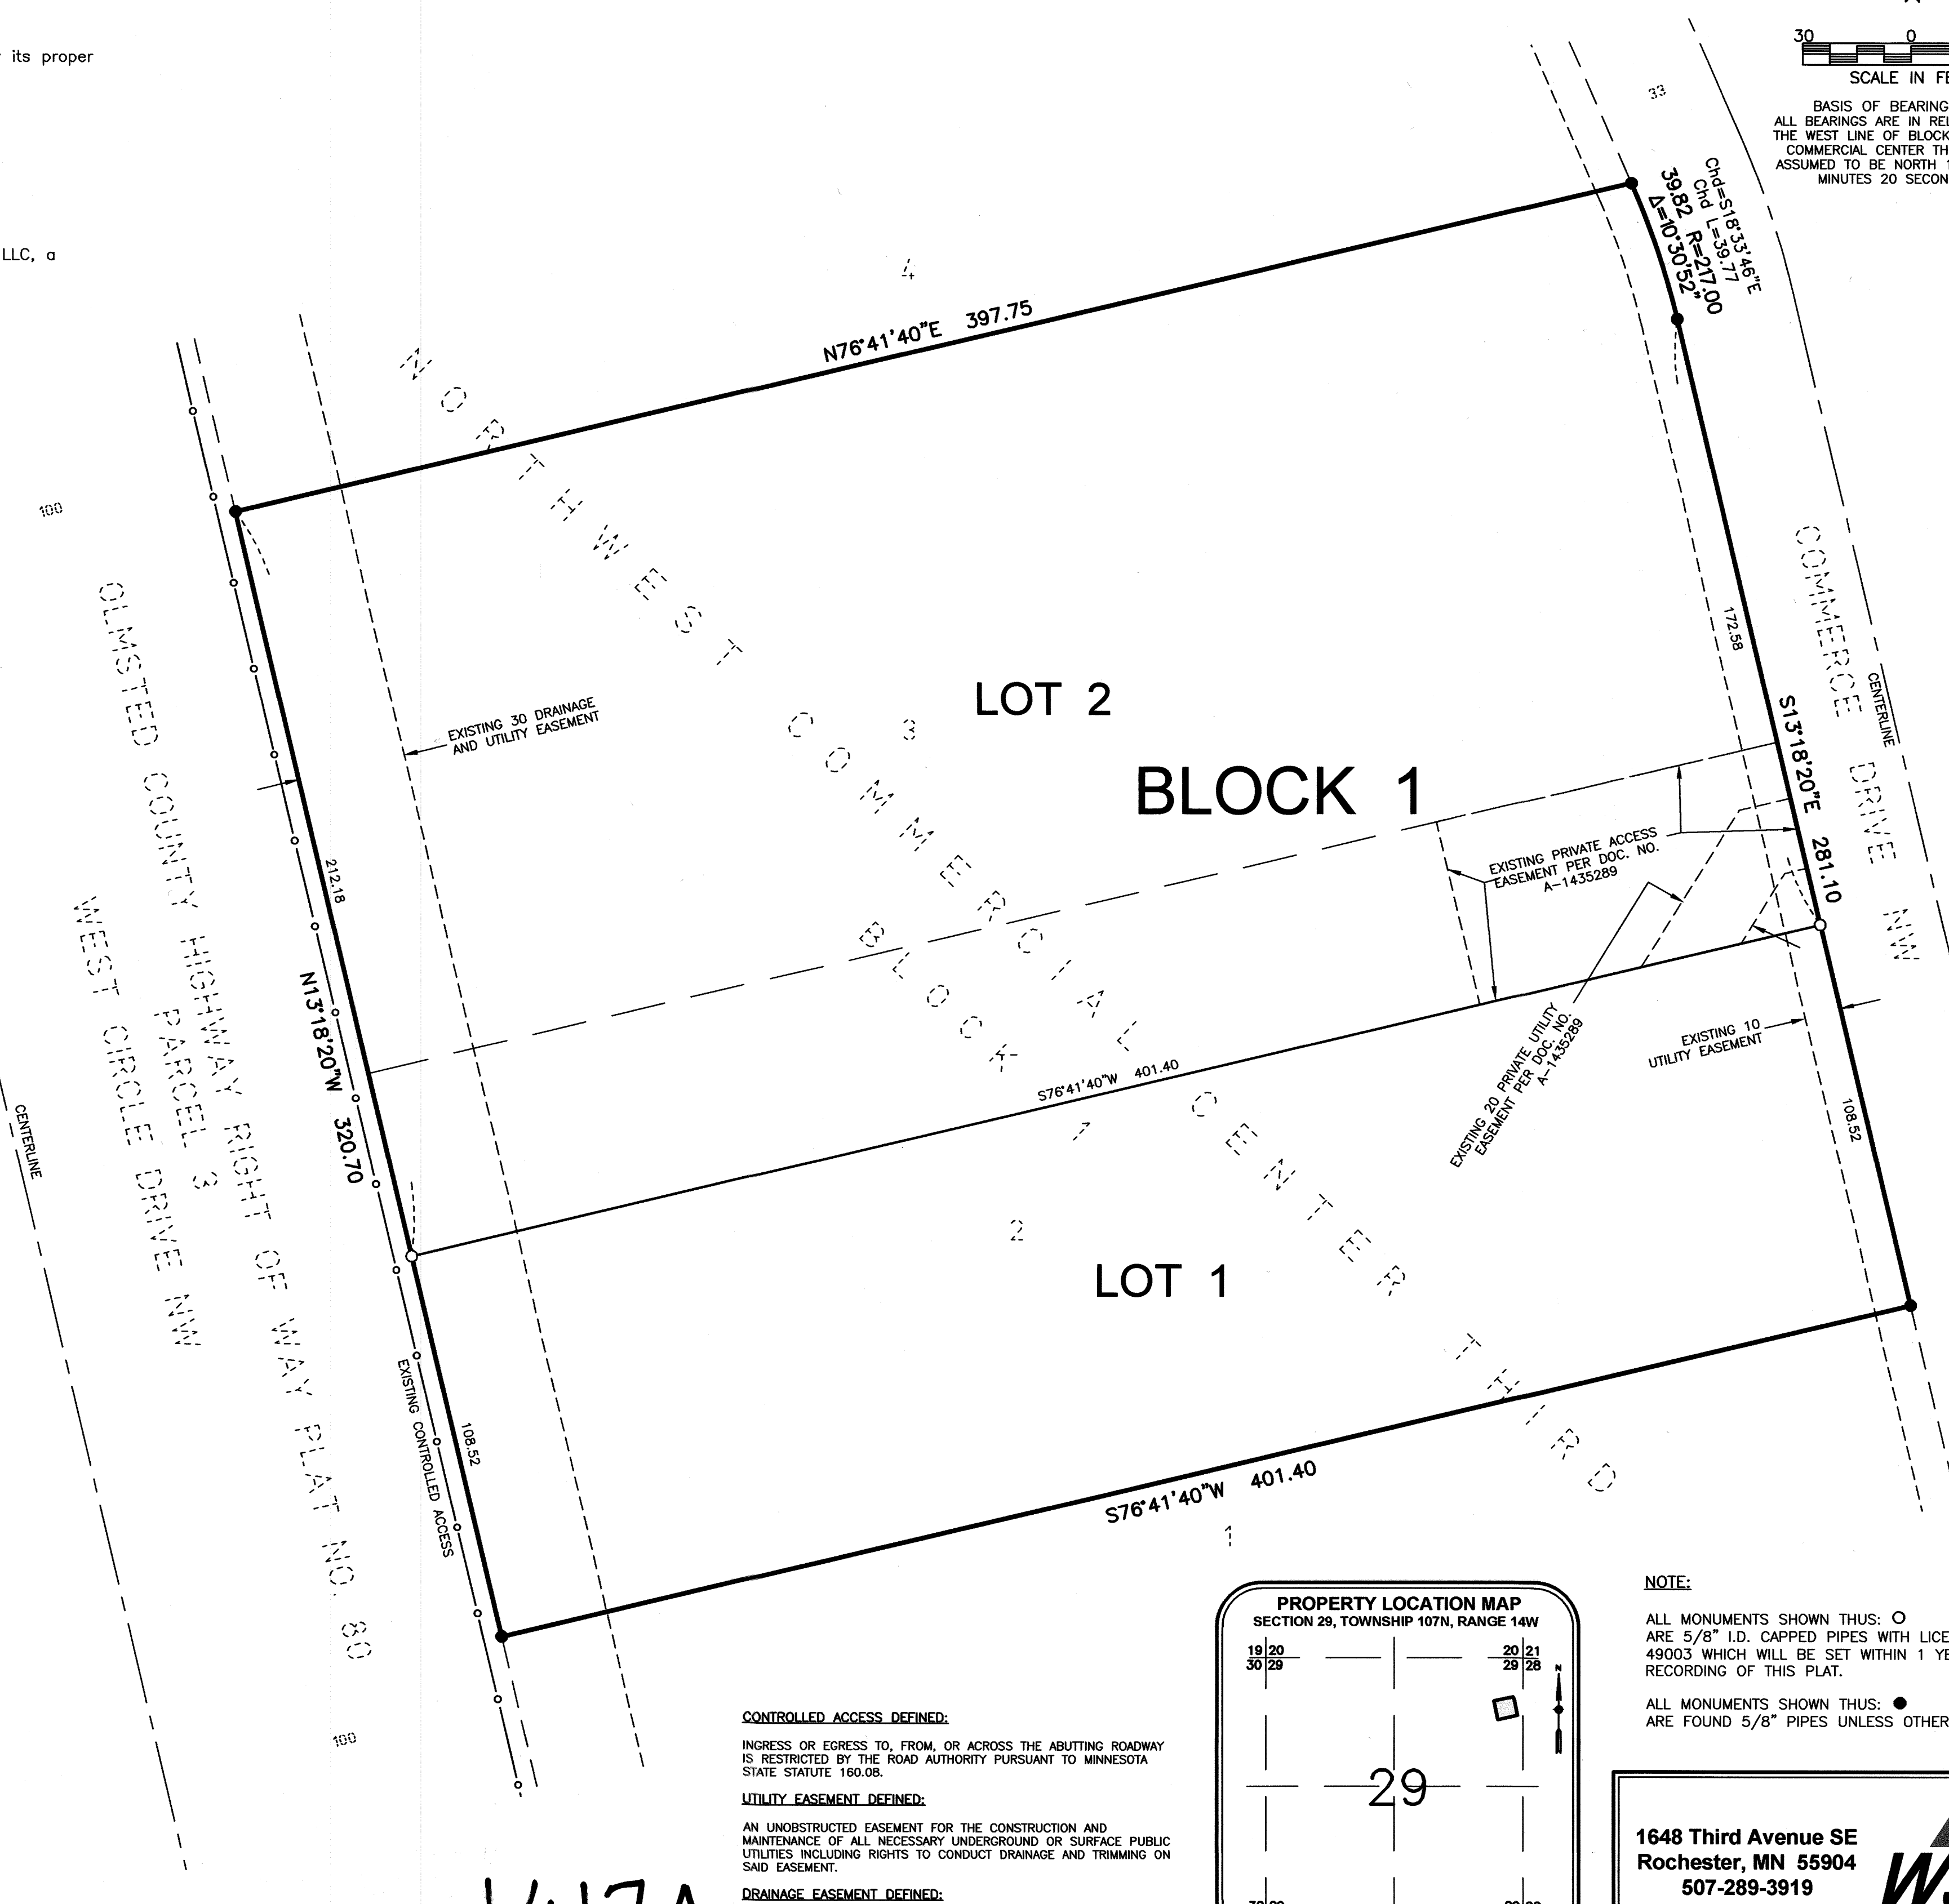 its proper
LLC, a
30 0
SCALE IN FE
BASIS OF BEARING
ALL BEARINGS ARE IN REL
THE WEST LINE OF BLOCK
COMMERCIAL CENTER TH
ASSUMED TO BE NORTH 1
MINUTES 20 SECON
33
Chd=S18°33'46"E
Chd L=39.77
39.82 R=217.00
Δ=10°30'52"
4
N76°41'40"E 397.75
100
NORTHWEST COMMERCIAL CENTER THIRD
OLMSTED COUNTY HIGHWAY RIGHT OF WAY PLAT NO. 80
PARCEL 3
WEST CIRCLE DRIVE NW
CENTERLINE
EXISTING 30 DRAINAGE
AND UTILITY EASEMENT
LOT 2
3
BLOCK 1
172.58
S13°18'20"E 281.10
COMMERCE DRIVE NW
CENTERLINE
212.18
N13°18'20"W 320.70
EXISTING PRIVATE ACCESS
EASEMENT PER DOC. NO.
A-1435289
BLOCK 1
S76°41'40"W 401.40
EXISTING 20 PRIVATE UTILITY
EASEMENT PER DOC. NO.
A-1435289
EXISTING 10
UTILITY EASEMENT
108.52
2
LOT 1
EXISTING CONTROLLED ACCESS
108.52
S76°41'40"W 401.40
1
100
PROPERTY LOCATION MAP
SECTION 29, TOWNSHIP 107N, RANGE 14W
19 20 20 21
30 29 29 28
N
29
NOTE:
ALL MONUMENTS SHOWN THUS:
ARE 5/8" I.D. CAPPED PIPES WITH LICE
49003 WHICH WILL BE SET WITHIN 1 YE
RECORDING OF THIS PLAT.
ALL MONUMENTS SHOWN THUS:
ARE FOUND 5/8" PIPES UNLESS OTHER
CONTROLLED ACCESS DEFINED:
INGRESS OR EGRESS TO, FROM, OR ACROSS THE ABUTTING ROADWAY
IS RESTRICTED BY THE ROAD AUTHORITY PURSUANT TO MINNESOTA
STATE STATUTE 160.08.
UTILITY EASEMENT DEFINED:
AN UNOBSTRUCTED EASEMENT FOR THE CONSTRUCTION AND
MAINTENANCE OF ALL NECESSARY UNDERGROUND OR SURFACE PUBLIC
UTILITIES INCLUDING RIGHTS TO CONDUCT DRAINAGE AND TRIMMING ON
SAID EASEMENT.
DRAINAGE EASEMENT DEFINED:
1648 Third Avenue SE
Rochester, MN 55904
507-289-3919